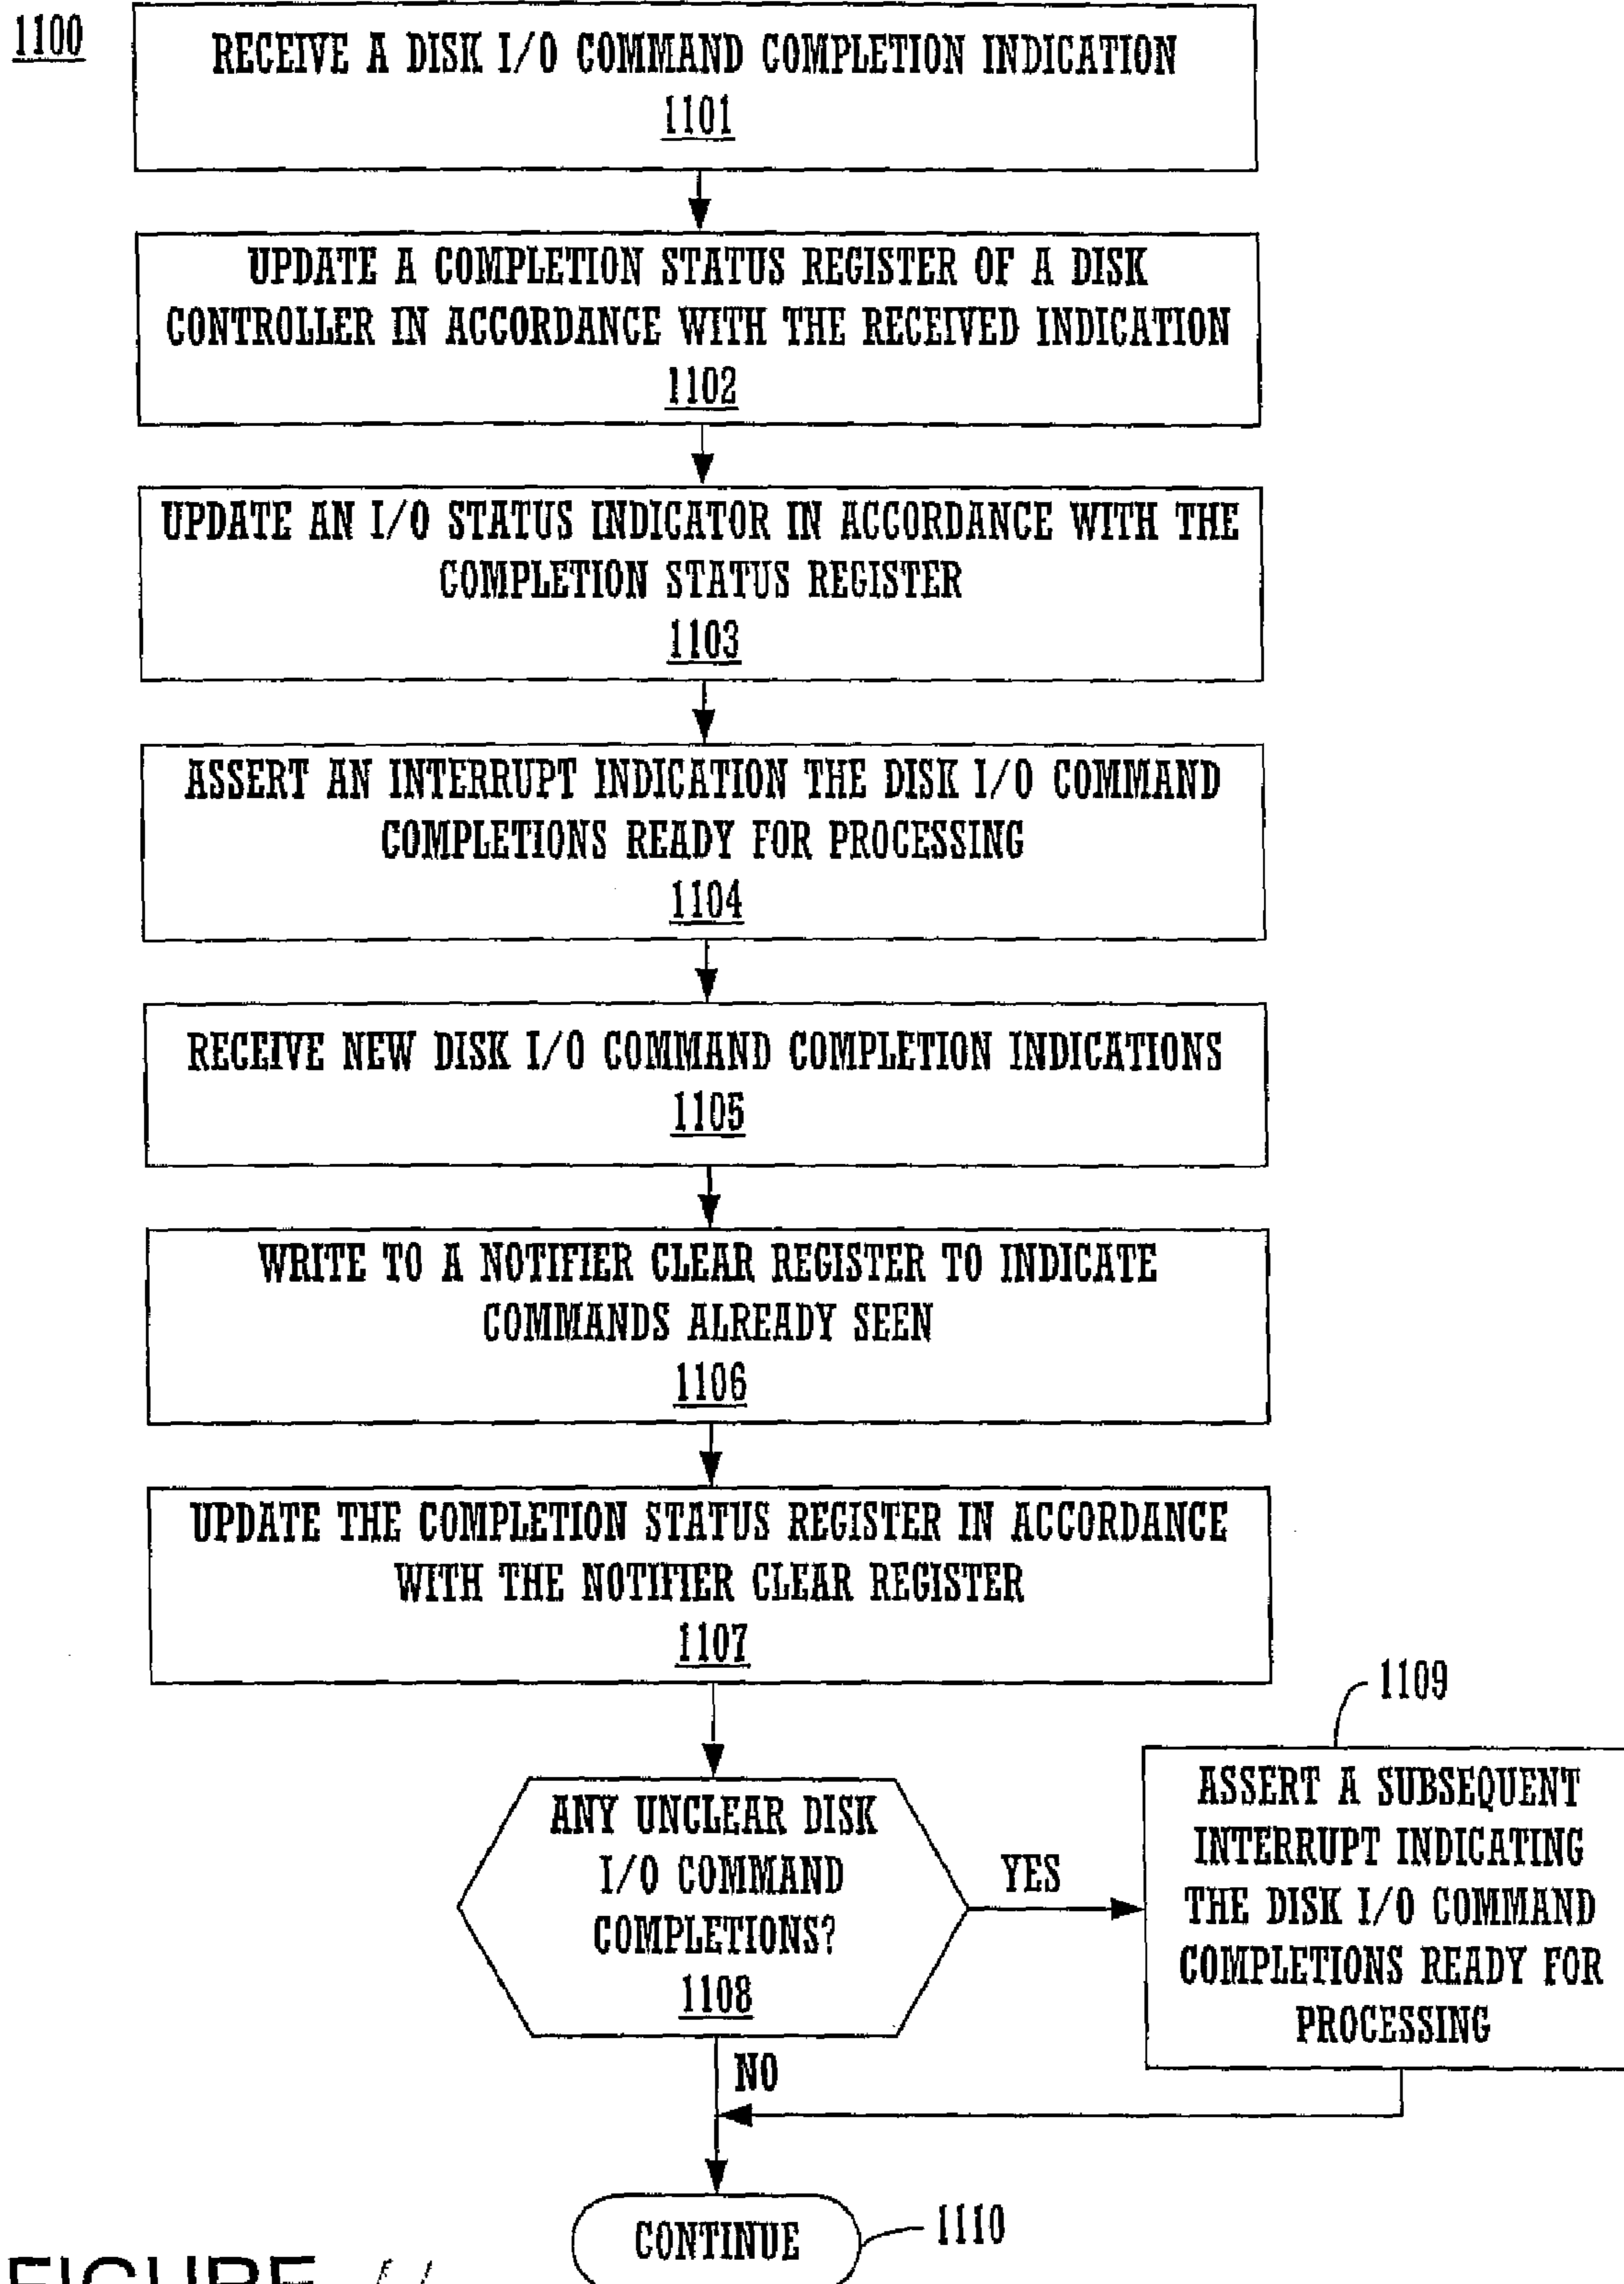 1100
RECEIVE A DISK I/O COMMAND COMPLETION INDICATION
1101
UPDATE A COMPLETION STATUS REGISTER OF A DISK
CONTROLLER IN ACCORDANCE WITH THE RECEIVED INDICATION
1102
UPDATE AN I/O STATUS INDICATOR IN ACCORDANCE WITH THE
COMPLETION STATUS REGISTER
1103
ASSERT AN INTERRUPT INDICATION THE DISK I/O COMMAND
COMPLETIONS READY FOR PROCESSING
1104
RECEIVE NEW DISK I/O COMMAND COMPLETION INDICATIONS
1105
WRITE TO A NOTIFIER CLEAR REGISTER TO INDICATE
COMMANDS ALREADY SEEN
1106
UPDATE THE COMPLETION STATUS REGISTER IN ACCORDANCE
WITH THE NOTIFIER CLEAR REGISTER
1107
ANY UNCLEAR DISK
I/O COMMAND
COMPLETIONS?
1108
YES
1109
ASSERT A SUBSEQUENT
INTERRUPT INDICATING
THE DISK I/O COMMAND
COMPLETIONS READY FOR
PROCESSING
NO
CONTINUE
1110
FIGURE 11